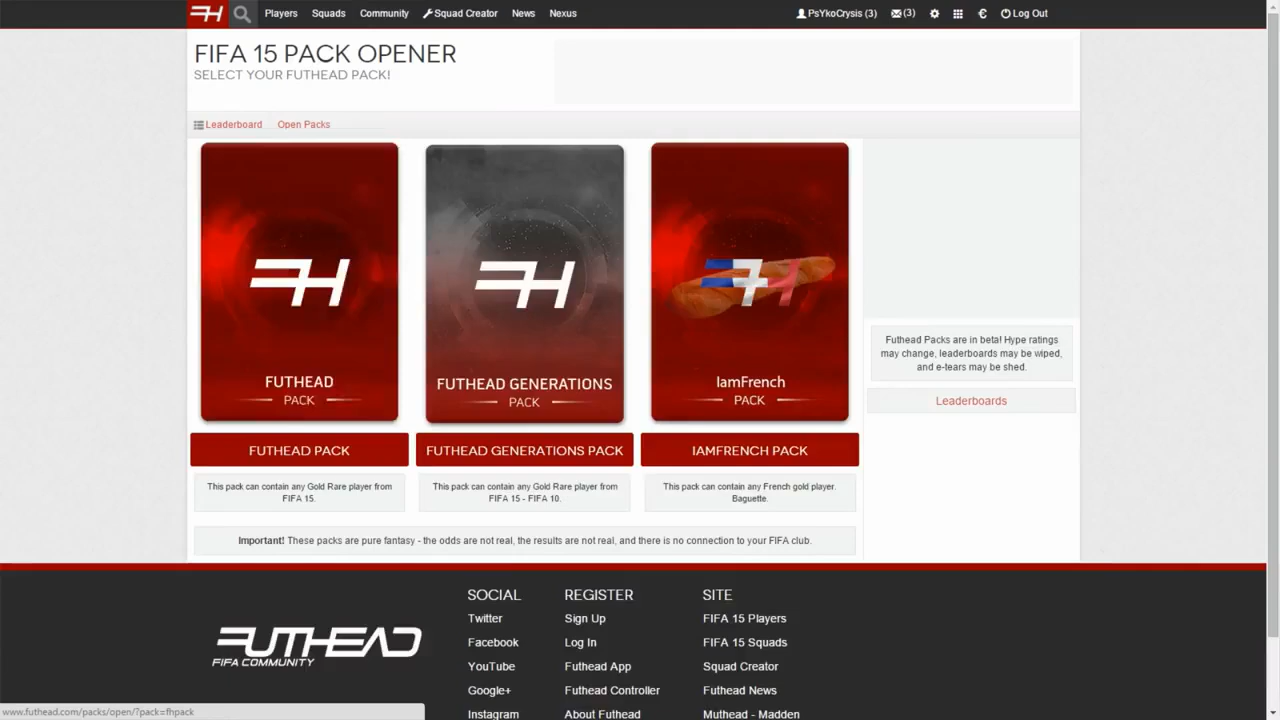 FH
Players Squads Community Squad Creator News Nexus PsYkoCrysis (3) (3) € Log Out
FIFA 15 PACK OPENER
SELECT YOUR FUTHEAD PACK!
Leaderboard Open Packs
FH
FUTHEAD
PACK
FH
FUTHEAD GENERATIONS
PACK
FH
IamFrench
PACK
FUTHEAD PACK
FUTHEAD GENERATIONS PACK
IAMFRENCH PACK
This pack can contain any Gold Rare player from
FIFA 15.
This pack can contain any Gold Rare player from
FIFA 15 - FIFA 10.
This pack can contain any French gold player.
Baguette.
Important! These packs are pure fantasy - the odds are not real, the results are not real, and there is no connection to your FIFA club.
Futhead Packs are in beta! Hype ratings
may change, leaderboards may be wiped,
and e-tears may be shed.
Leaderboards
FUTHEAD
FIFA COMMUNITY
SOCIAL
Twitter
Facebook
YouTube
Google+
Instagram
REGISTER
Sign Up
Log In
Futhead App
Futhead Controller
About Futhead
SITE
FIFA 15 Players
FIFA 15 Squads
Squad Creator
Futhead News
Muthead - Madden
www.futhead.com/packs/open/?pack=fhpack